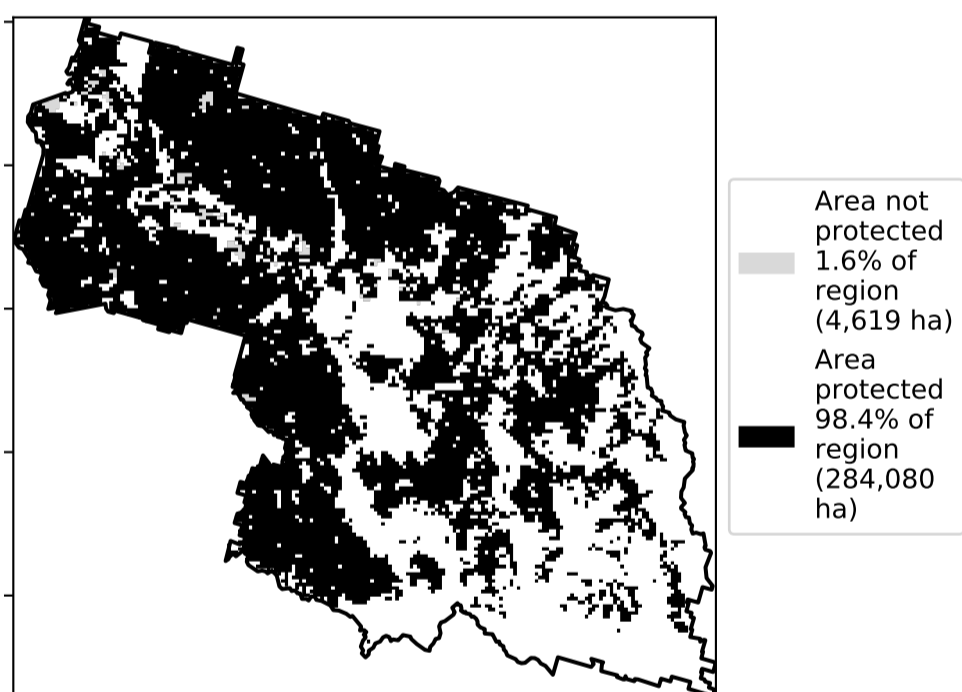 Area not
protected
1.6% of
region
(4,619 ha)
Area
protected
98.4% of
region
(284,080
ha)